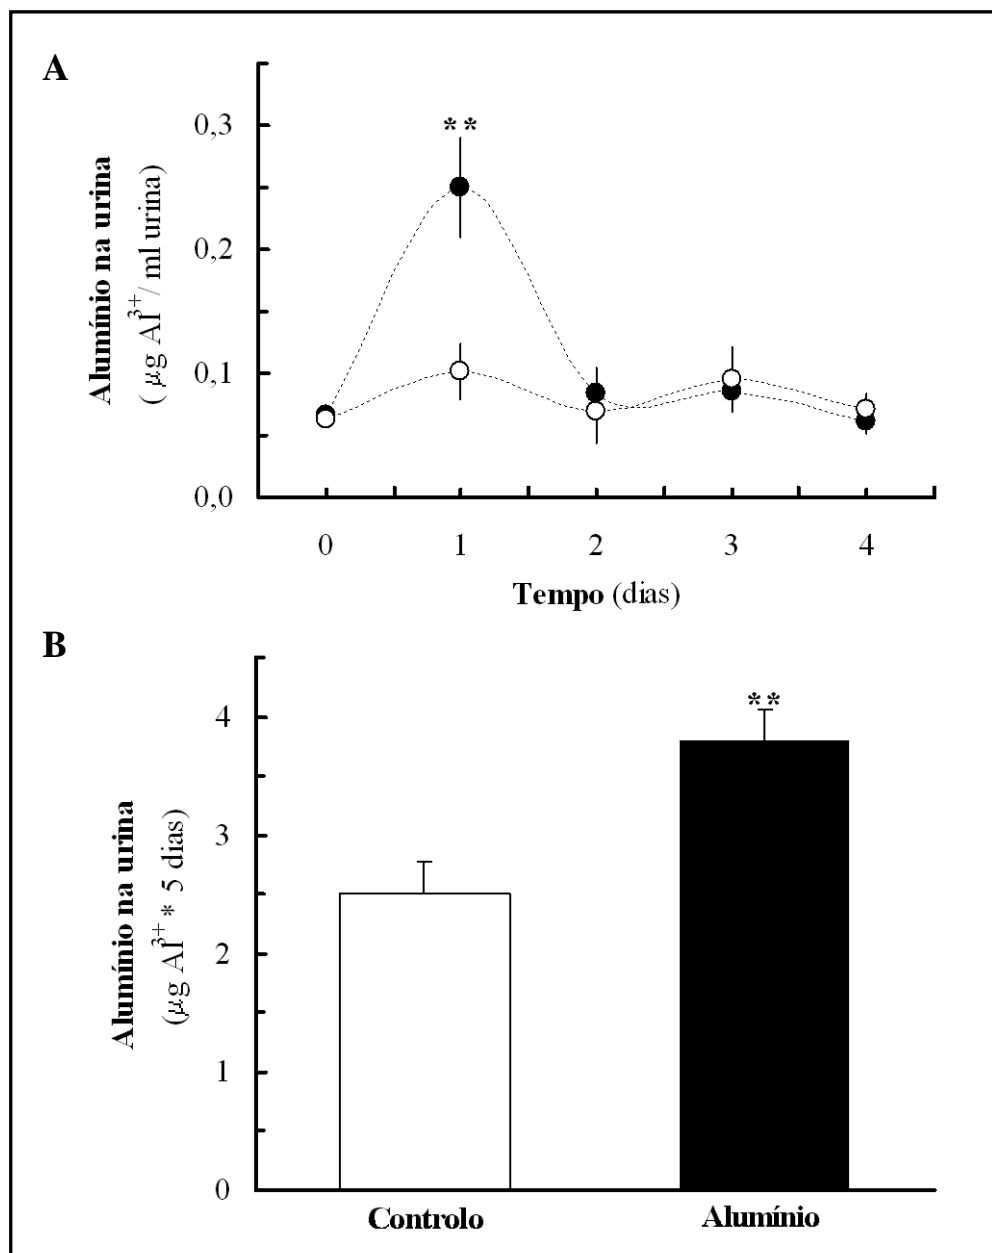 A
Alumínio na urina
( μg Al3+/ ml urina)
0,3
0,2
0,1
0,0
**
0 1 2 3 4
Tempo (dias)
B
Alumínio na urina
(μg Al3+ * 5 dias)
4
3
2
1
0
**
Controlo Alumínio